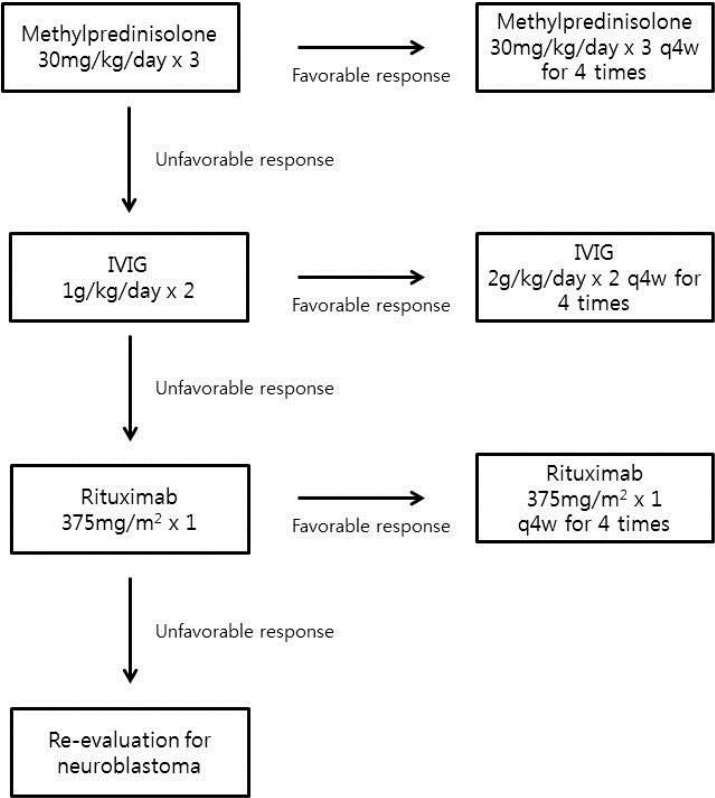 Methylpredinisolone
30mg/kg/day x 3
Favorable response
Methylpredinisolone
30mg/kg/day x 3 q4w
for 4 times
Unfavorable response
IVIG
1g/kg/day x 2
Favorable response
IVIG
2g/kg/day x 2 q4w for
4 times
Unfavorable response
Rituximab
375mg/m² x 1
Favorable response
Rituximab
375mg/m² x 1
q4w for 4 times
Unfavorable response
Re-evaluation for
neuroblastoma